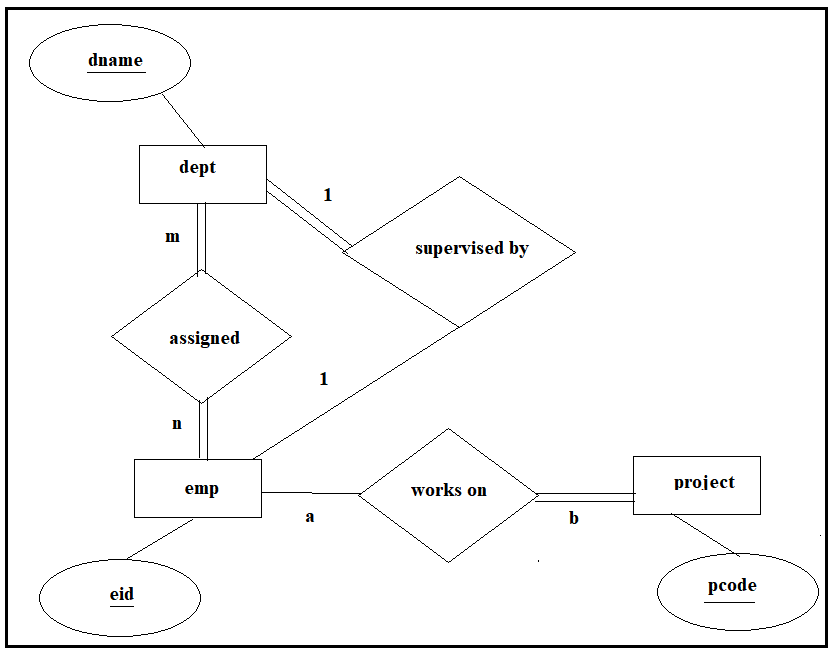 dname
dept
1
m
supervised by
assigned
1
n
emp
works on
project
a
b
eid
pcode